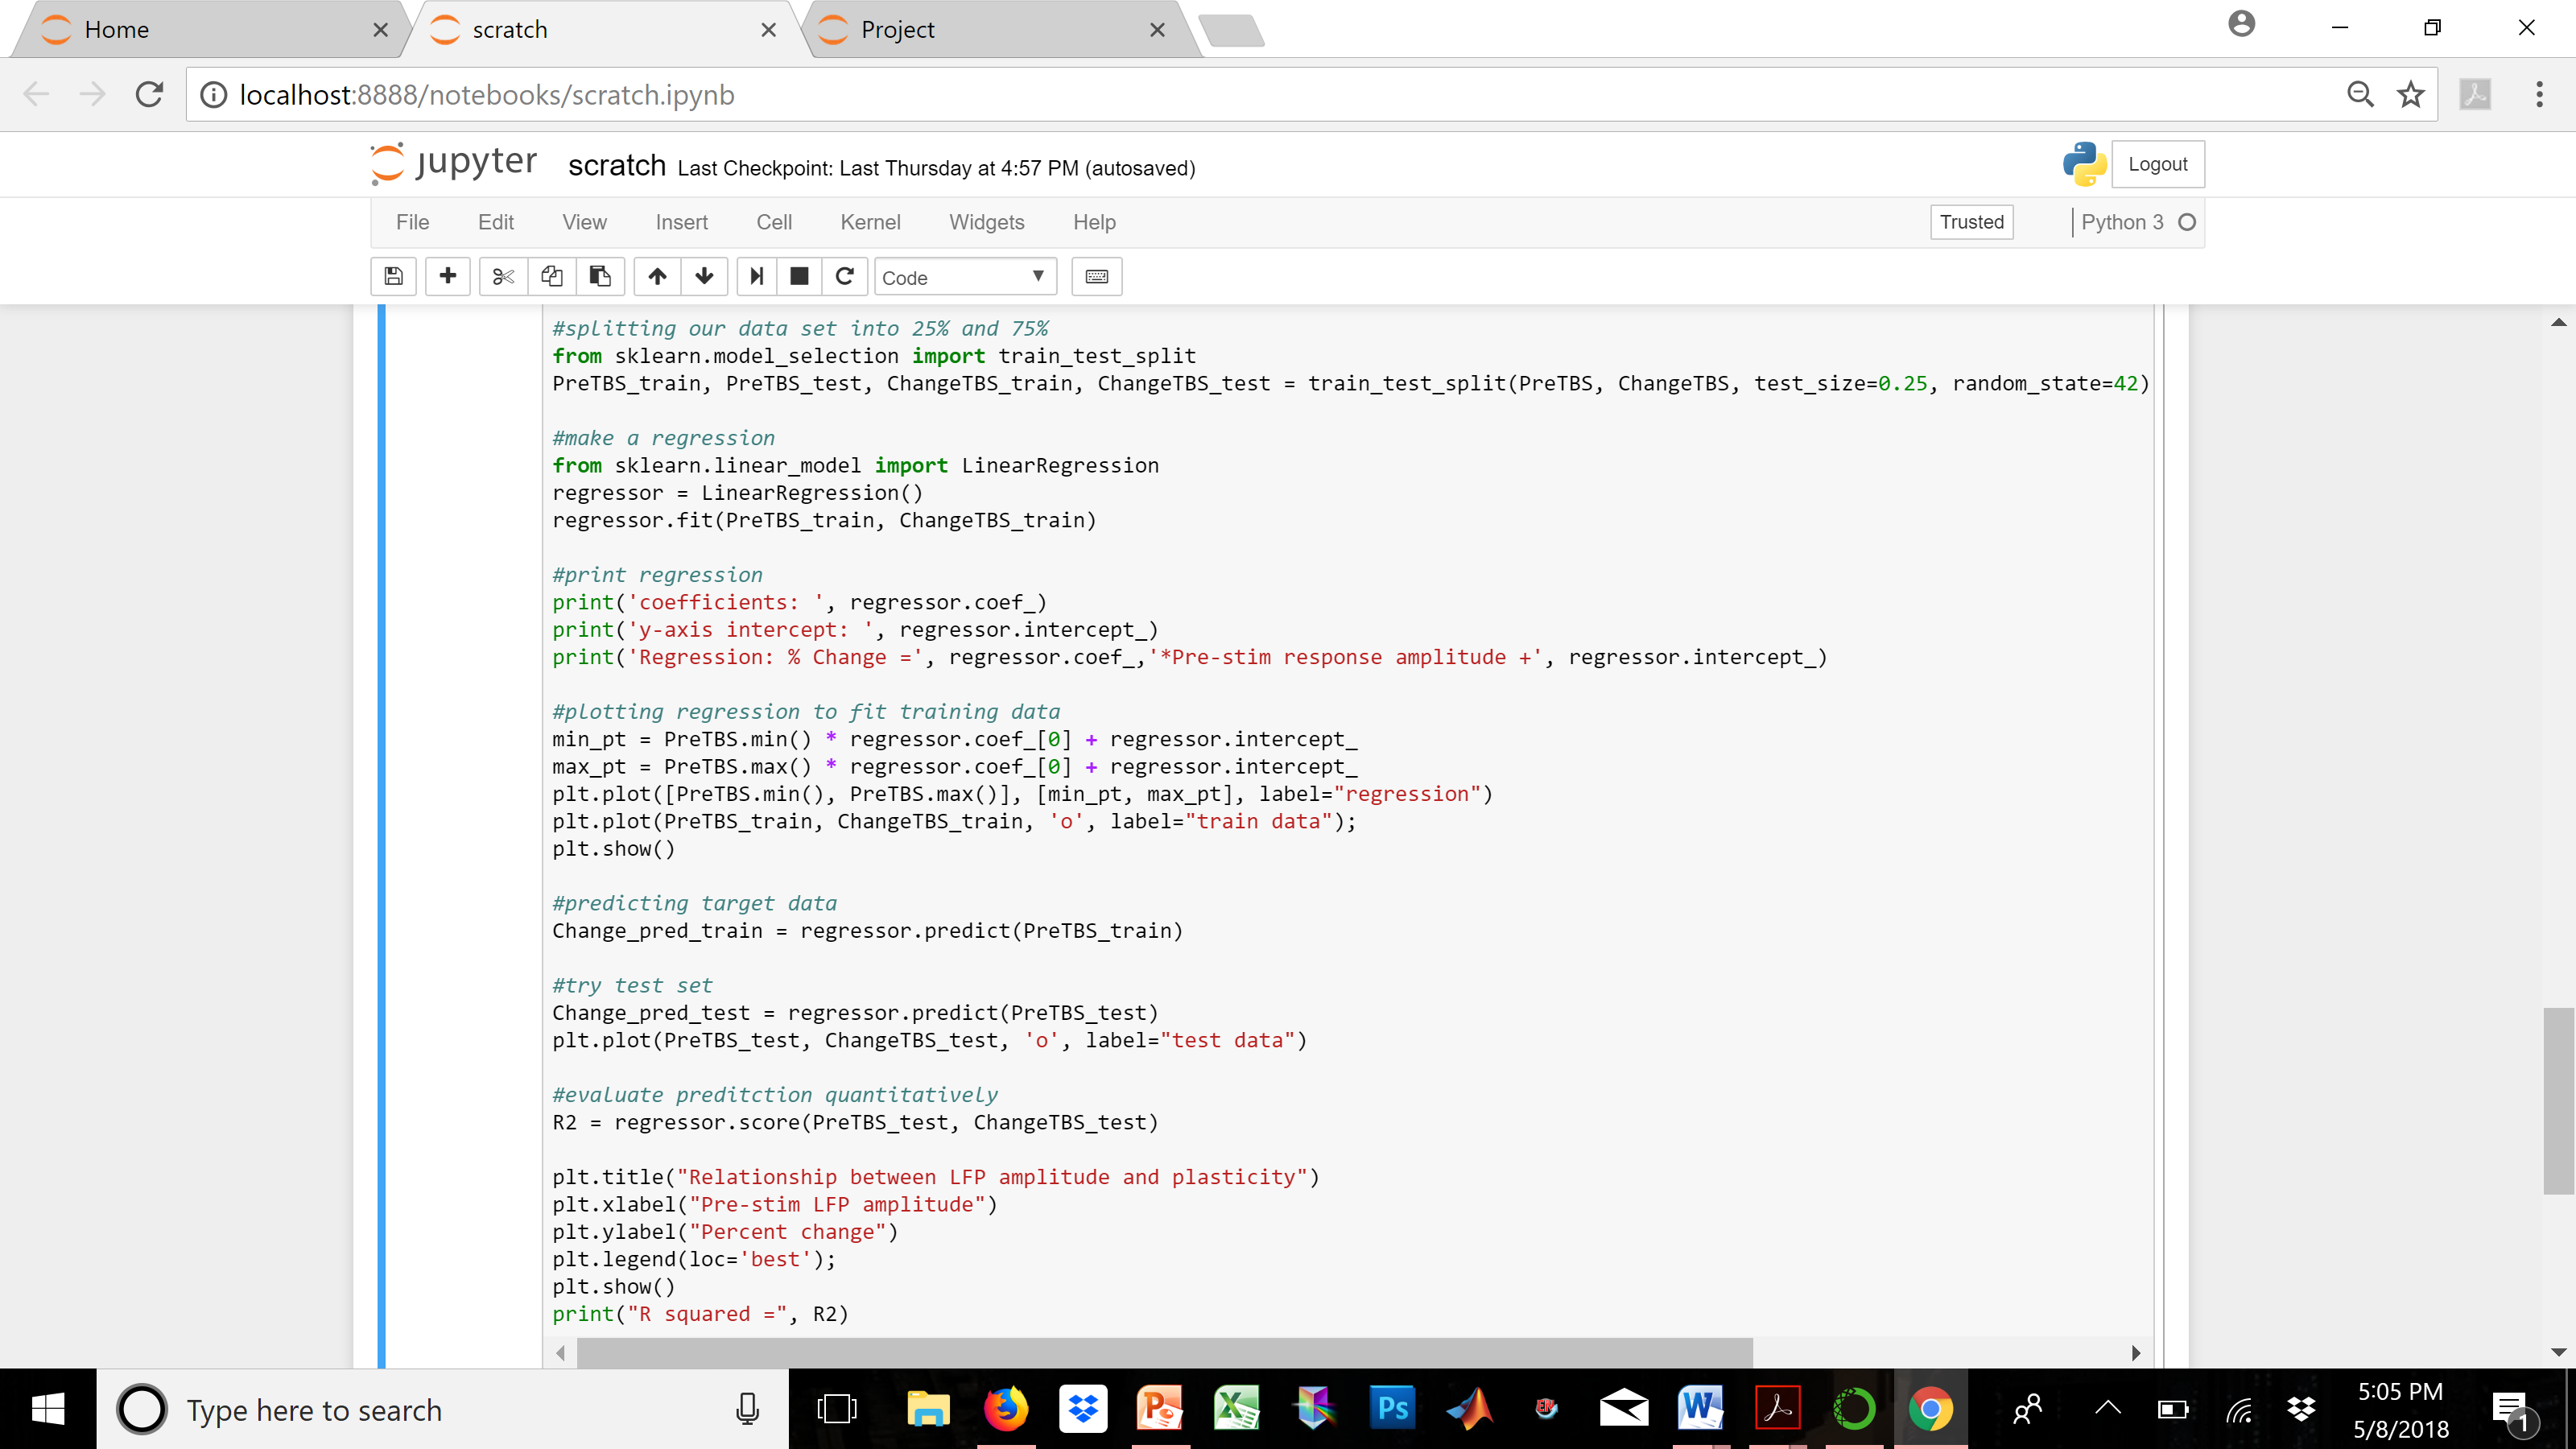 Home
scratch
Project
localhost:8888/notebooks/scratch.ipynb
jupyter scratch Last Checkpoint: Last Thursday at 4:57 PM (autosaved)
Logout
File Edit View Insert Cell Kernel Widgets Help
Trusted
Python 3
Code
#splitting our data set into 25% and 75%
from sklearn.model_selection import train_test_split
PreTBS_train, PreTBS_test, ChangeTBS_train, ChangeTBS_test = train_test_split(PreTBS, ChangeTBS, test_size=0.25, random_state=42)
#make a regression
from sklearn.linear_model import LinearRegression
regressor = LinearRegression()
regressor.fit(PreTBS_train, ChangeTBS_train)
#print regression
print('coefficients: ', regressor.coef_)
print('y-axis intercept: ', regressor.intercept_)
print('Regression: % Change =', regressor.coef_,'*Pre-stim response amplitude +', regressor.intercept_)
#plotting regression to fit training data
min_pt = PreTBS.min() * regressor.coef_[0] + regressor.intercept_
max_pt = PreTBS.max() * regressor.coef_[0] + regressor.intercept_
plt.plot([PreTBS.min(), PreTBS.max()], [min_pt, max_pt], label="regression")
plt.plot(PreTBS_train, ChangeTBS_train, 'o', label="train data");
plt.show()
#predicting target data
Change_pred_train = regressor.predict(PreTBS_train)
#try test set
Change_pred_test = regressor.predict(PreTBS_test)
plt.plot(PreTBS_test, ChangeTBS_test, 'o', label="test data")
#evaluate preditction quantitatively
R2 = regressor.score(PreTBS_test, ChangeTBS_test)
plt.title("Relationship between LFP amplitude and plasticity")
plt.xlabel("Pre-stim LFP amplitude")
plt.ylabel("Percent change")
plt.legend(loc='best');
plt.show()
print("R squared =", R2)
Type here to search
Ps
5:05 PM
5/8/2018
1